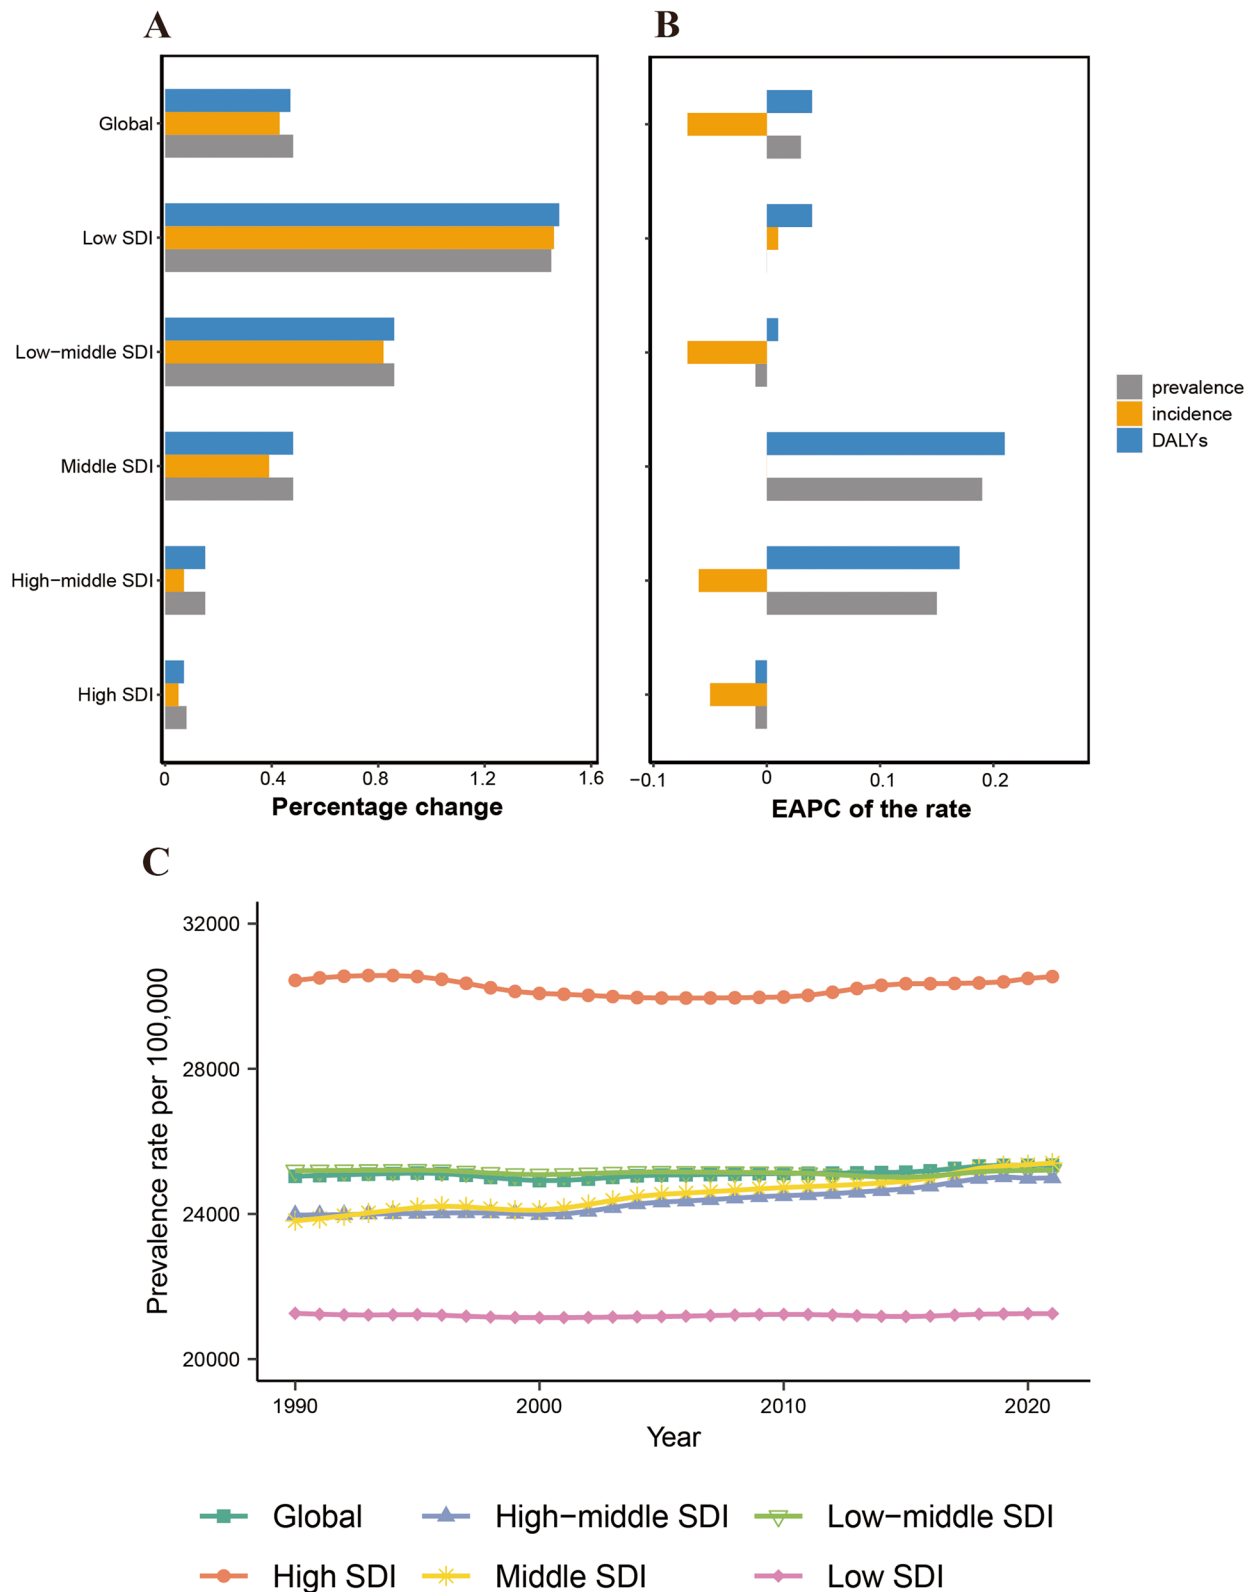 A
B
Global
Low SDI
Low−middle SDI
Middle SDI
High−middle SDI
High SDI
0 0.4 0.8 1.2 1.6
Percentage change
−0.1 0 0.1 0.2
EAPC of the rate
prevalence
incidence
DALYs
C
32000
28000
24000
20000
Prevalence rate per 100,000
1990 2000 2010 2020
Year
Global High−middle SDI Low−middle SDI
High SDI Middle SDI Low SDI